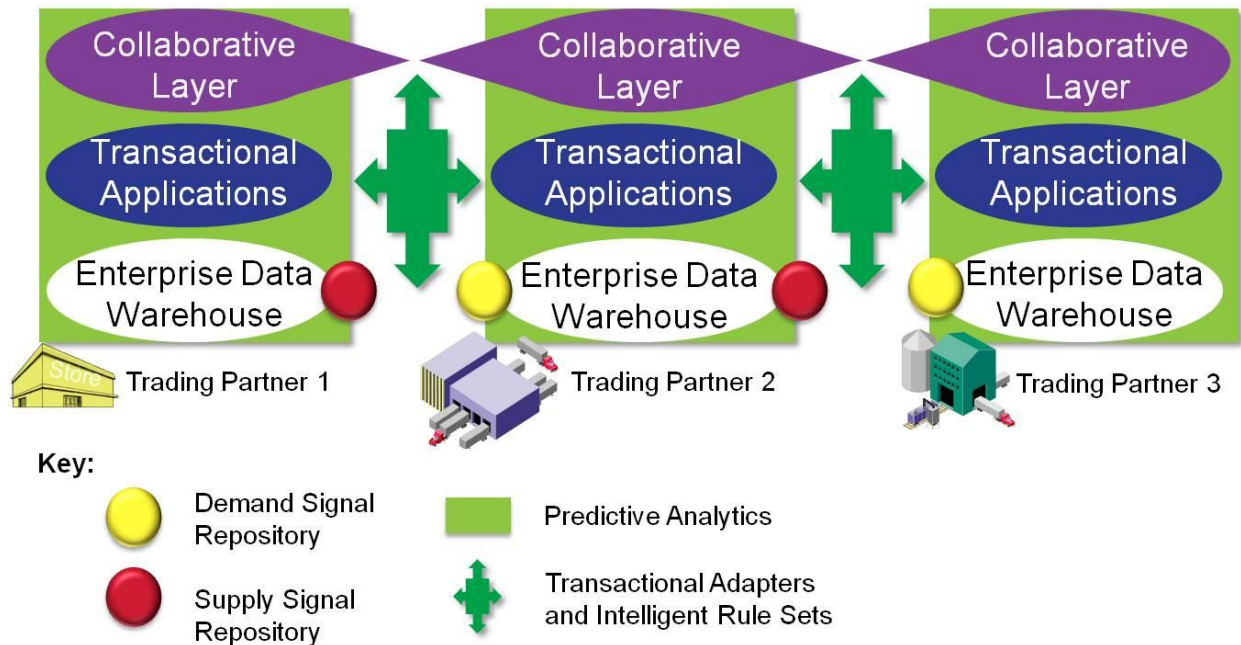 Collaborative
Layer
Collaborative
Layer
Collaborative
Layer
Transactional
Applications
Transactional
Applications
Transactional
Applications
Enterprise Data
Warehouse
Enterprise Data
Warehouse
Enterprise Data
Warehouse
Store
Trading Partner 1
Trading Partner 2
Trading Partner 3
Key:
Demand Signal
Repository
Predictive Analytics
Supply Signal
Repository
Transactional Adapters
and Intelligent Rule Sets